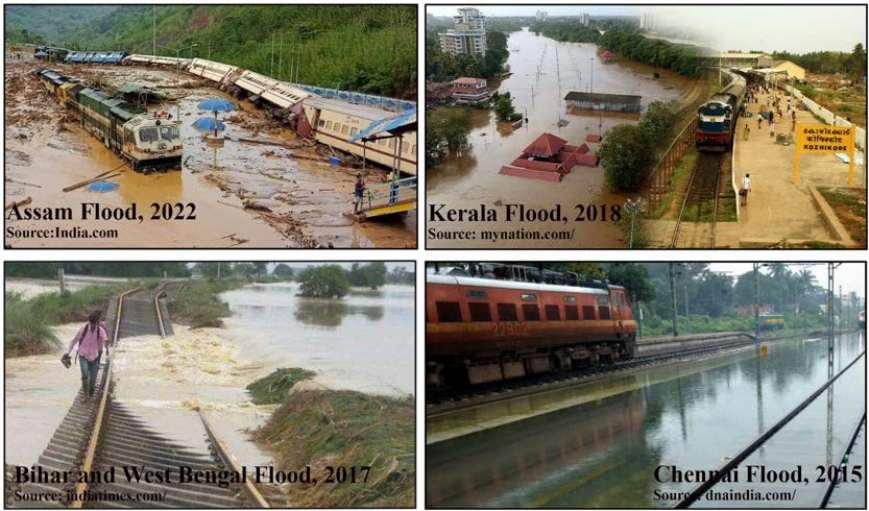 Assam Flood, 2022
Source:India.com
Kerala Flood, 2018
Source: mynation.com/
കോഴിക്കോട്
कोषिक्कोड
KOZHIKODE
Bihar and West Bengal Flood, 2017
Source: indiatimes.com/
22902
Chennai Flood, 2015
Source: dnaindia.com/